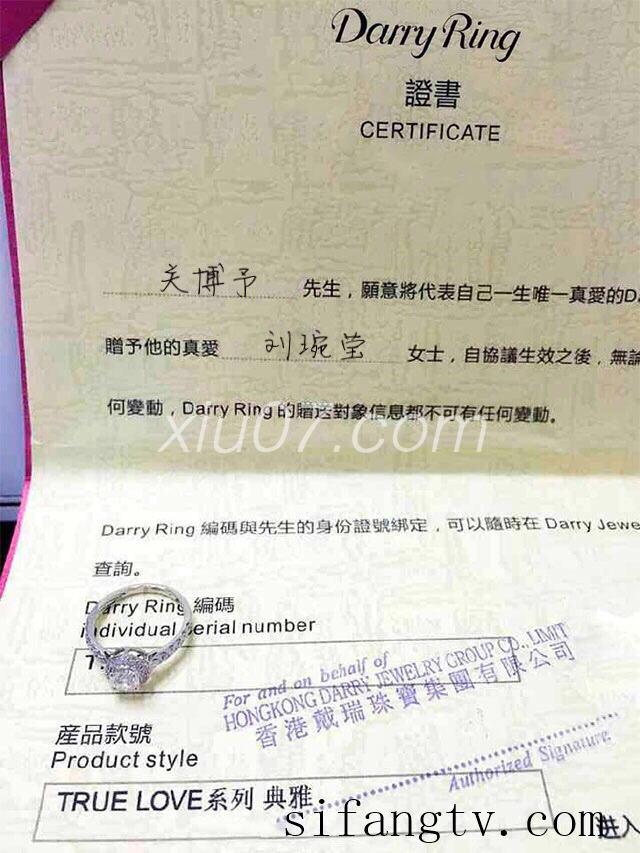 Darry Ring
證書
CERTIFICATE
关博予 先生，願意將代表自己一生唯一真愛的Da
贈予他的真愛 刘琬莹 女士，自協議生效之後，無論
何變動，Darry Ring 的贈送對象信息都不可有任何變動。
xiu07.com
Darry Ring 編碼與先生的身份證號綁定，可以隨時在 Darry Jewe
查詢。
Darry Ring 編碼
individual serial number
For and on behalf of
HONGKONG DARRY JEWELRY GROUP CO., LIMIT
香港戴瑞珠寶集團有限公司
Authorized Signature
産品款號
Product style
TRUE LOVE系列 典雅
進入
sifangtv.com